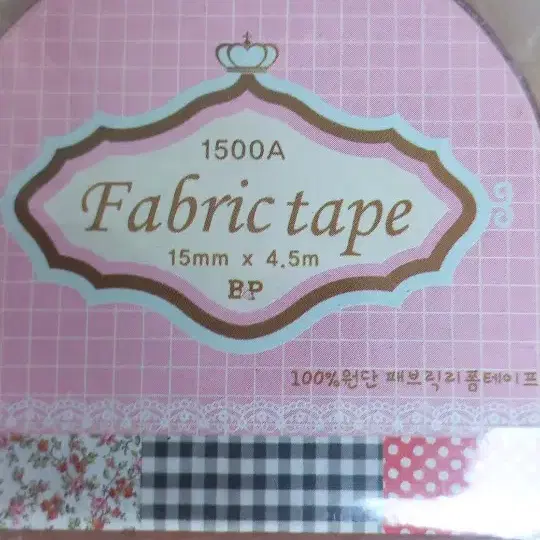 1500A
Fabric tape
15mm x 4.5m
BP
100%원단 패브릭리폼테이프